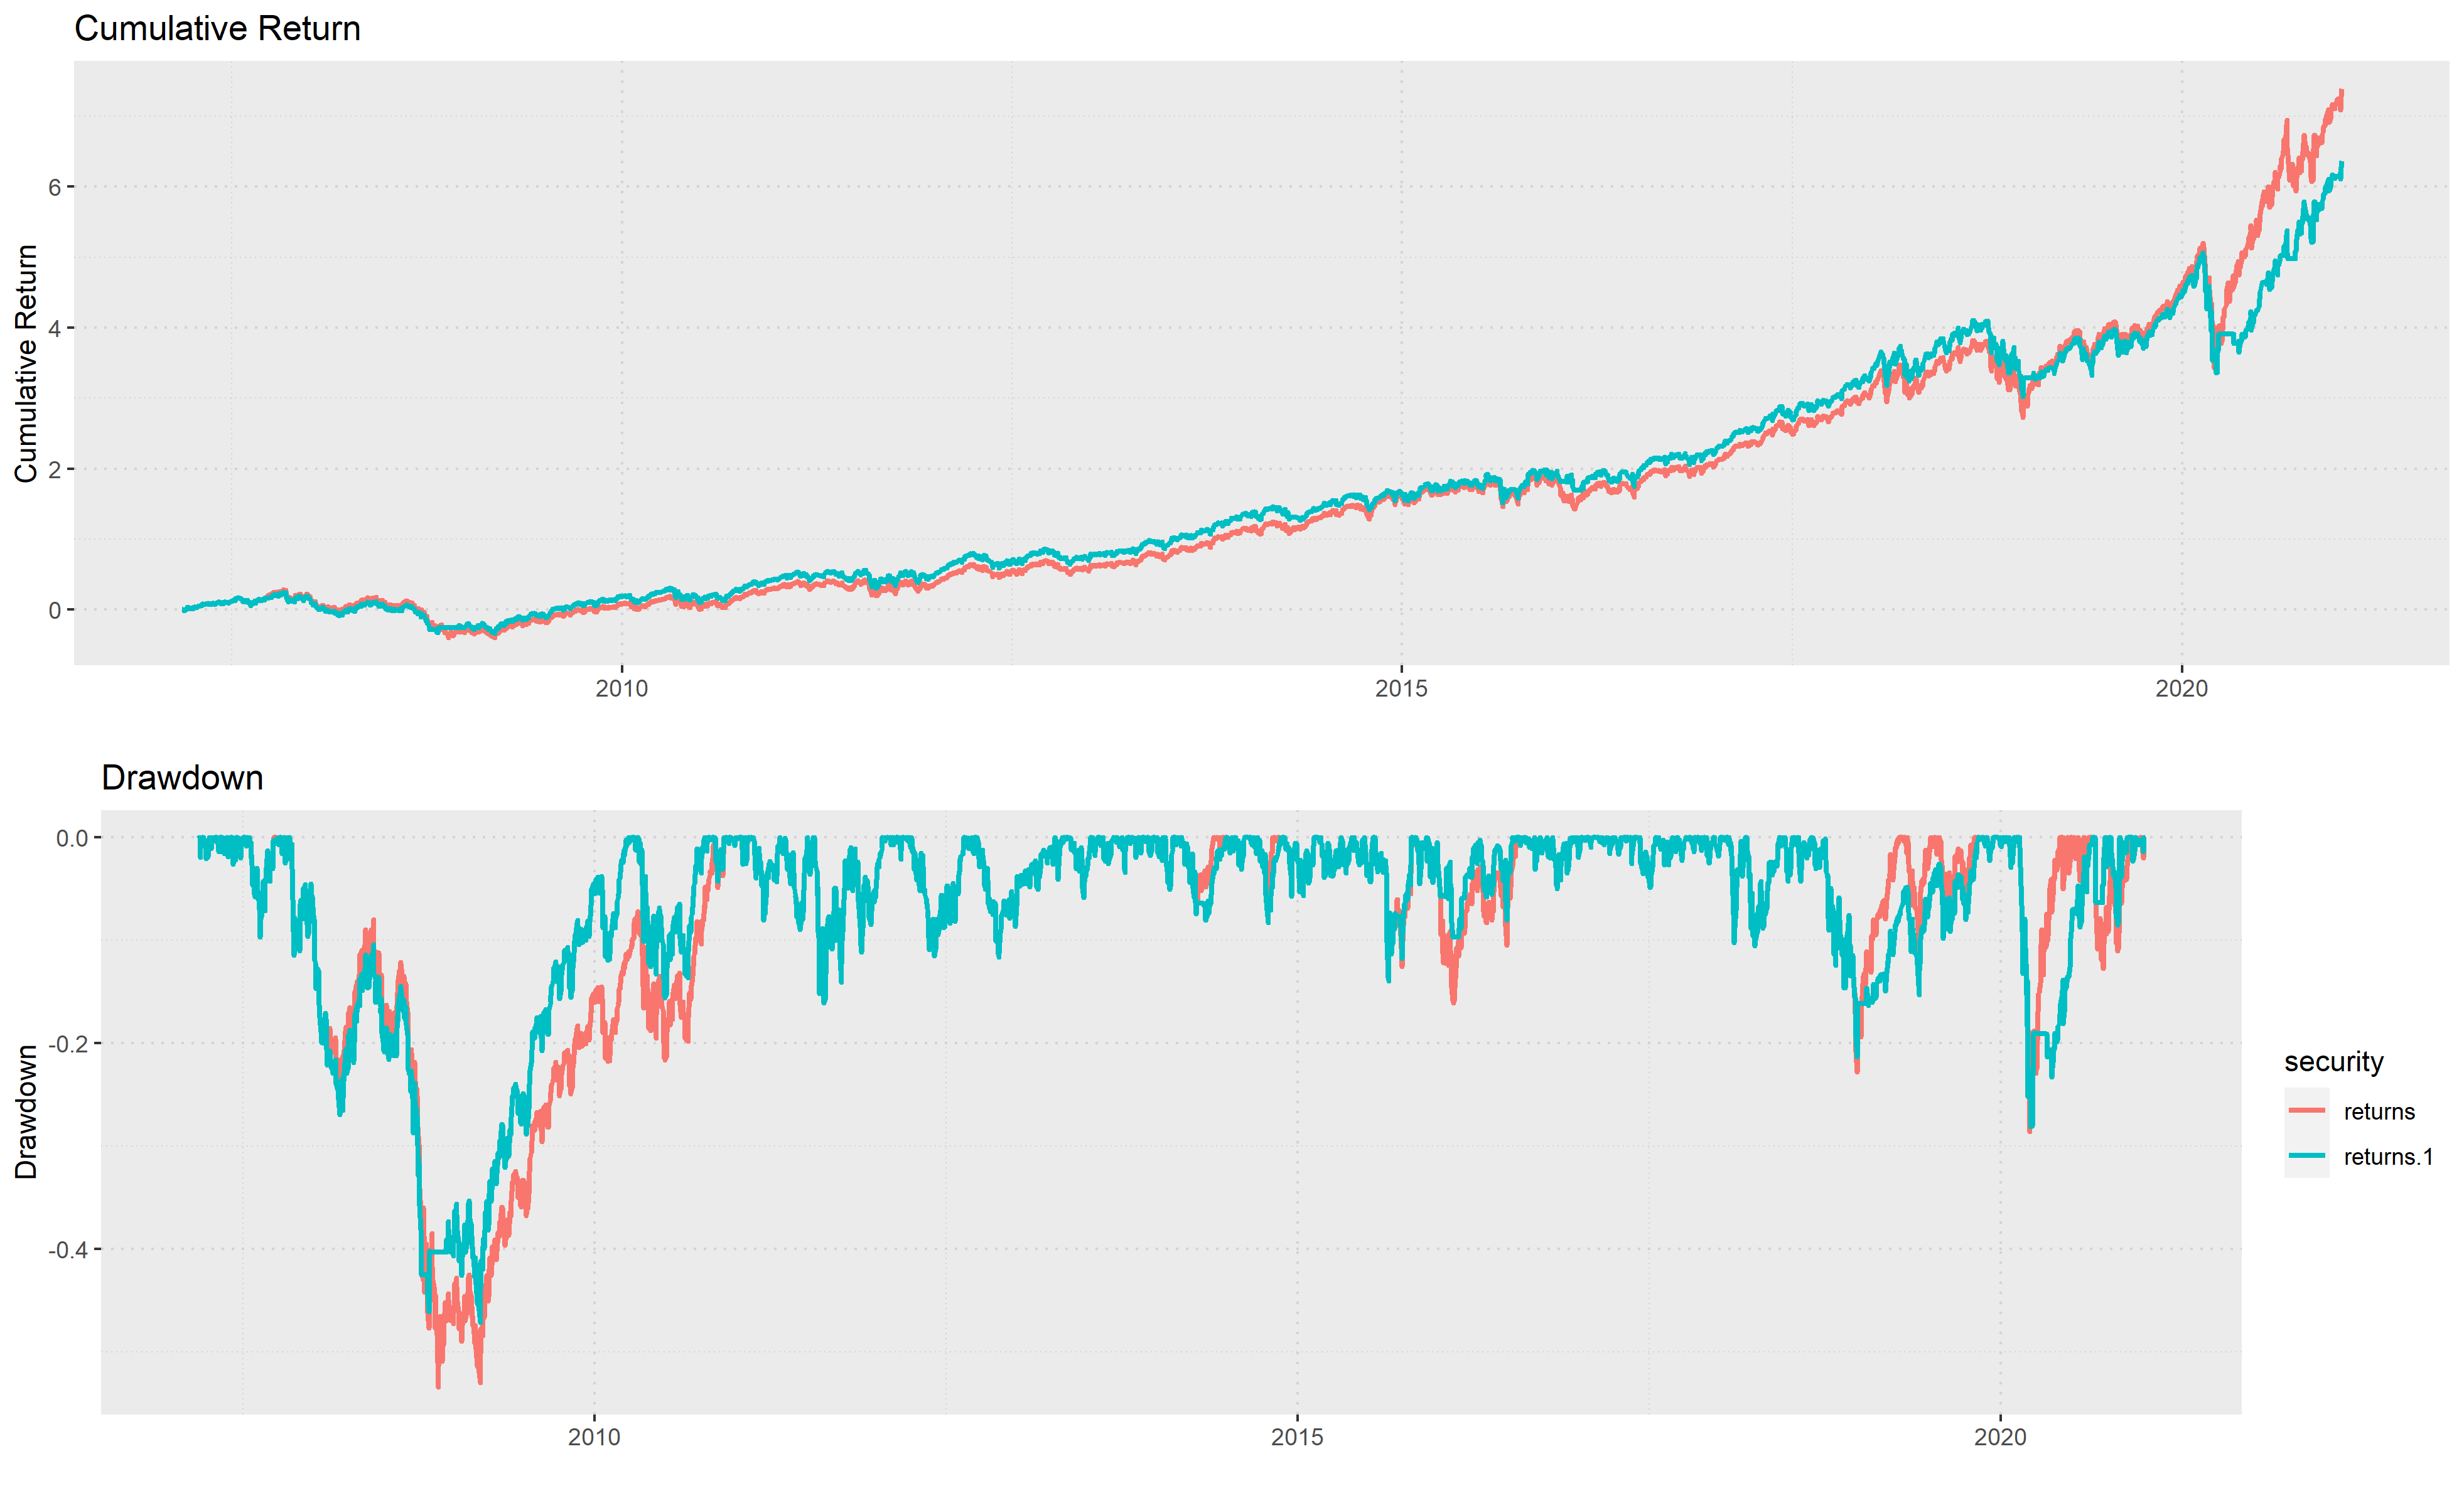 Cumulative Return
Cumulative Return
6
4
2
0
2010
2015
2020
Drawdown
Drawdown
0.0
-0.2
-0.4
2010
2015
2020
security
returns
returns.1